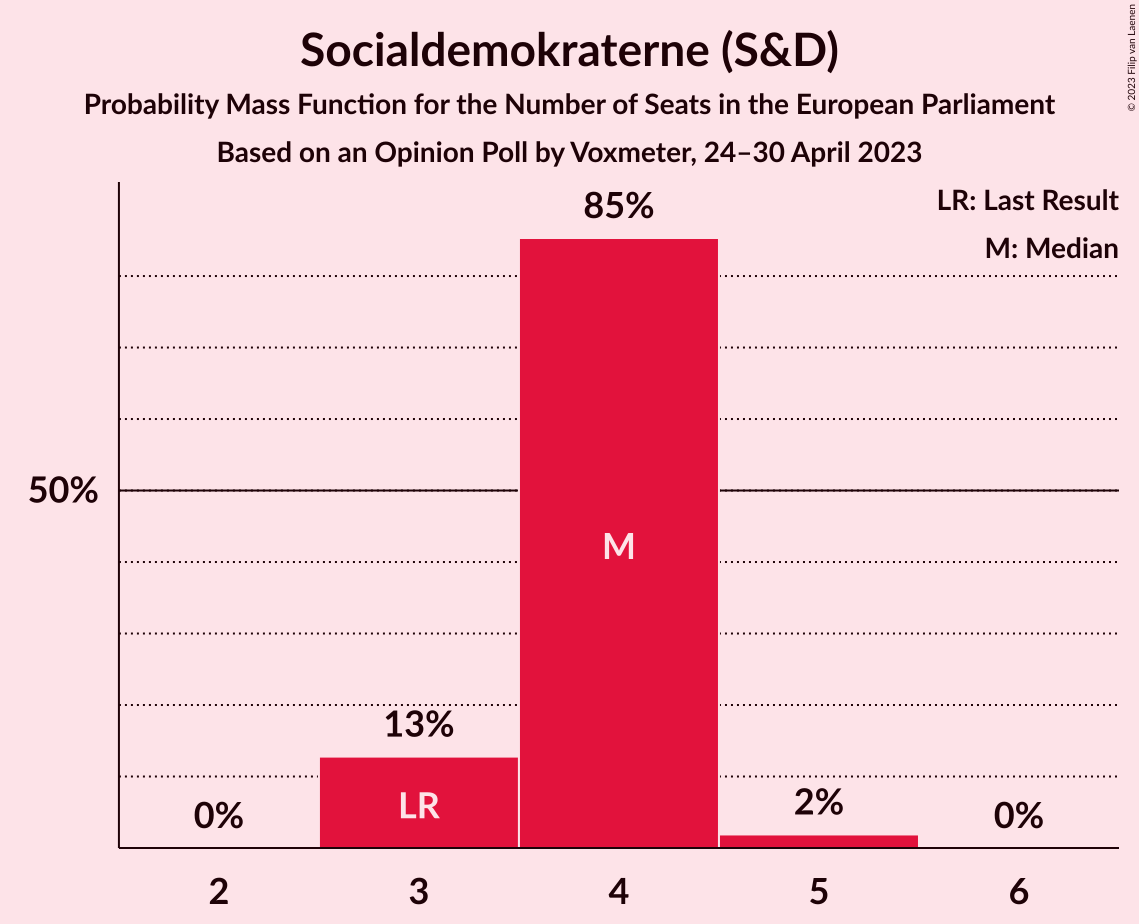 Socialdemokraterne (S&D)
Probability Mass Function for the Number of Seats in the European Parliament
Based on an Opinion Poll by Voxmeter, 24–30 April 2023
© 2023 Filip van Laenen
LR: Last Result
M: Median
85%
50%
M
13%
LR
0%
2%
0%
2 3 4 5 6